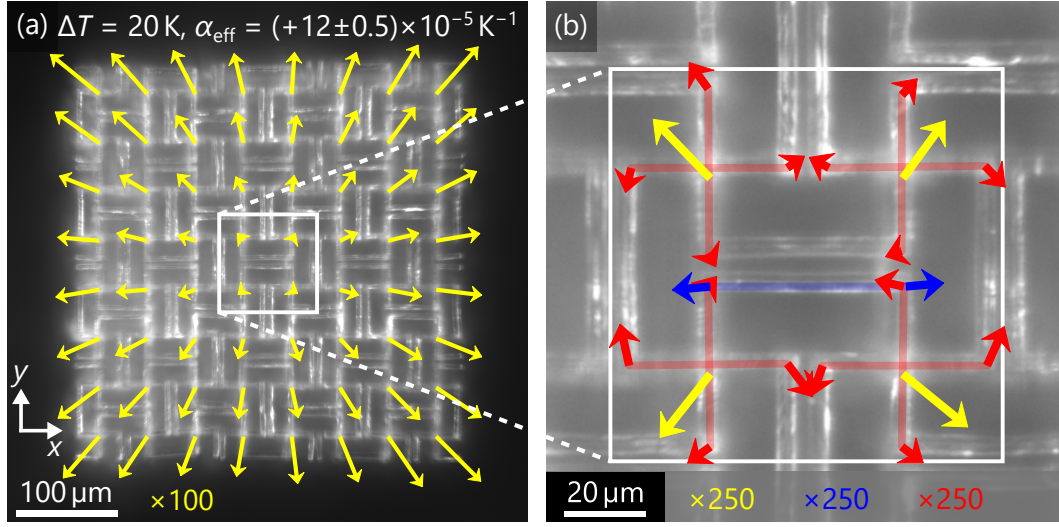 (a) ΔT = 20 K, α_eff = (+12±0.5)×10⁻⁵ K⁻¹
(b)
y
x
100 μm
×100
20 μm
×250
×250
×250